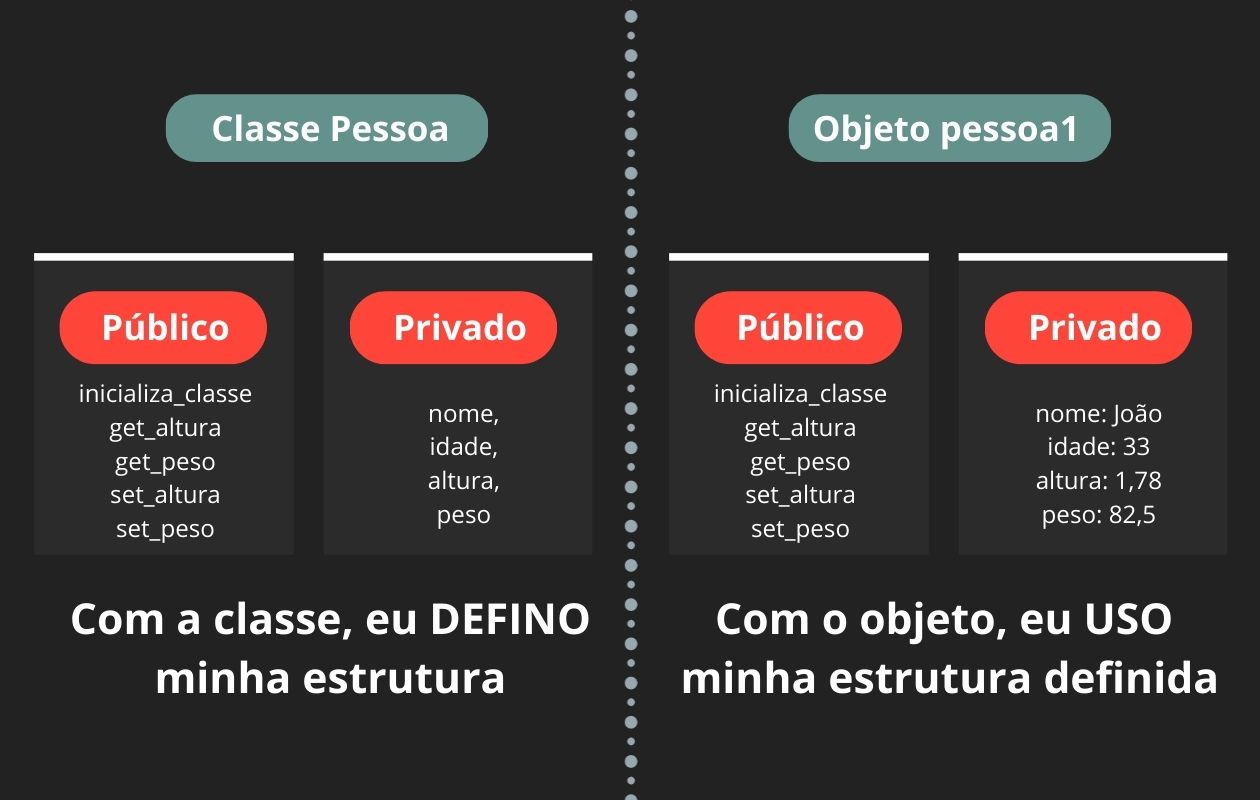 Classe Pessoa
Público
inicializa_classe
get_altura
get_peso
set_altura
set_peso
Privado
nome,
idade,
altura,
peso
Com a classe, eu DEFINO
minha estrutura
Objeto pessoa1
Público
inicializa_classe
get_altura
get_peso
set_altura
set_peso
Privado
nome: João
idade: 33
altura: 1,78
peso: 82,5
Com o objeto, eu USO
minha estrutura definida